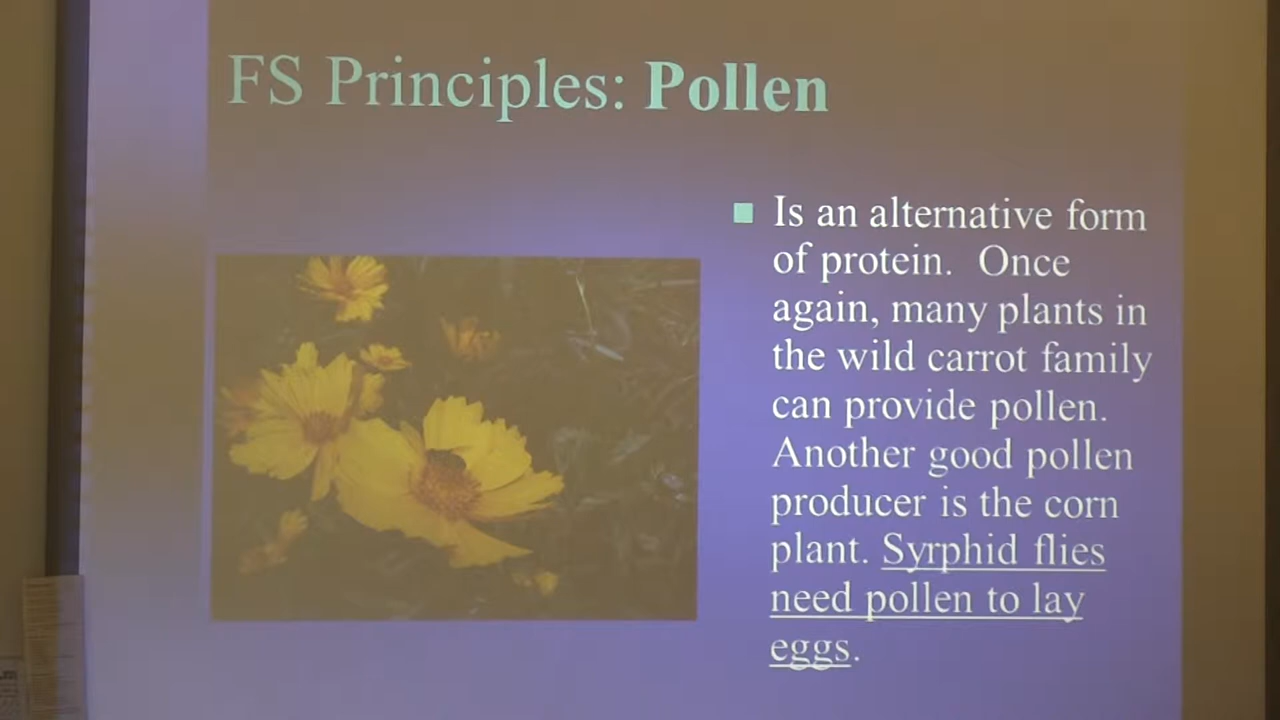 FS Principles: Pollen
Is an alternative form
of protein. Once
again, many plants in
the wild carrot family
can provide pollen.
Another good pollen
producer is the corn
plant. Syrphid flies
need pollen to lay
eggs.